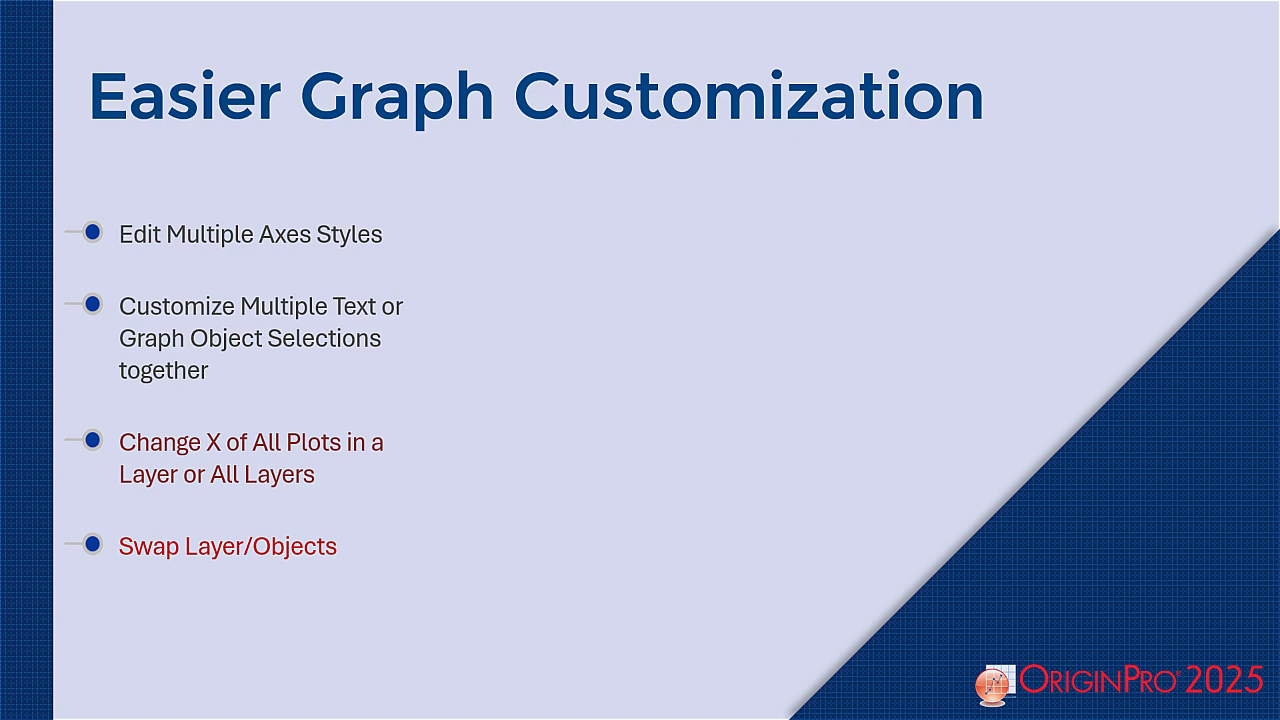 Easier Graph Customization
Edit Multiple Axes Styles
Customize Multiple Text or
Graph Object Selections
together
Change X of All Plots in a
Layer or All Layers
Swap Layer/Objects
ORIGINPRO® 2025